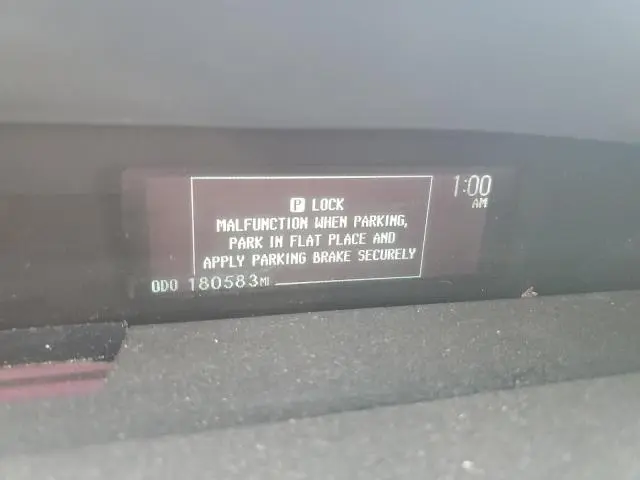 P LOCK
MALFUNCTION WHEN PARKING,
PARK IN FLAT PLACE AND
APPLY PARKING BRAKE SECURELY
1:00
AM
ODO 180583MI